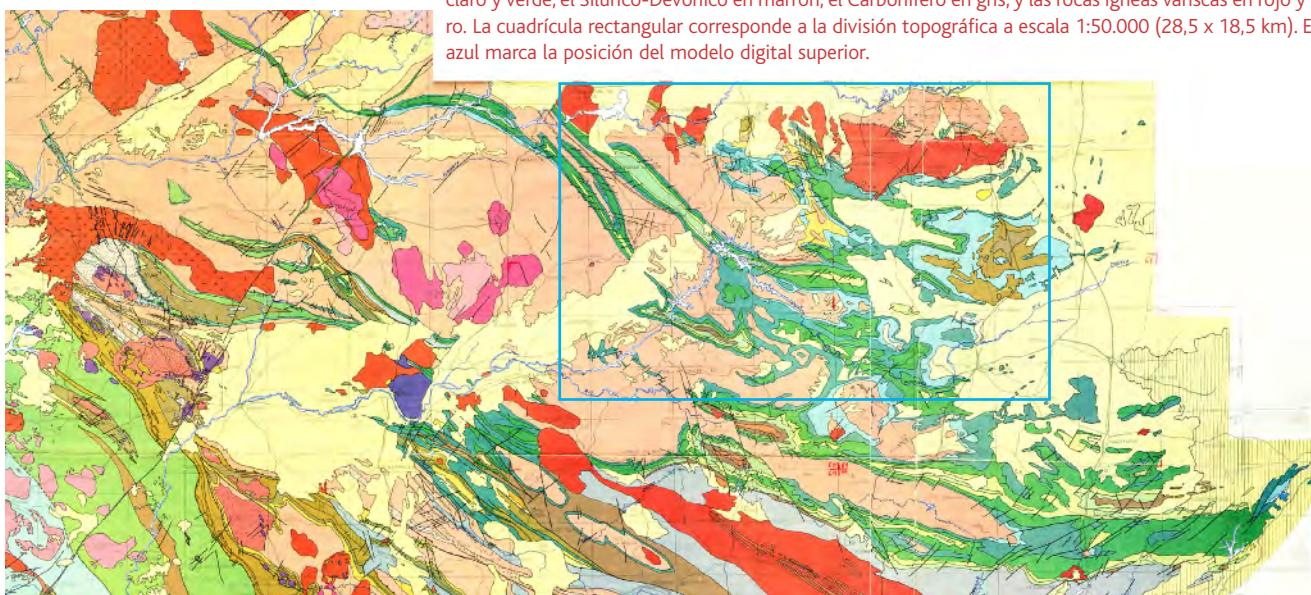 claro y verde, el Silúrico-Devónico en marrón, el Carbonífero en gris, y las rocas ígneas variscas en rojo y
ro. La cuadrícula rectangular corresponde a la división topográfica a escala 1:50.000 (28,5 x 18,5 km). E
azul marca la posición del modelo digital superior.